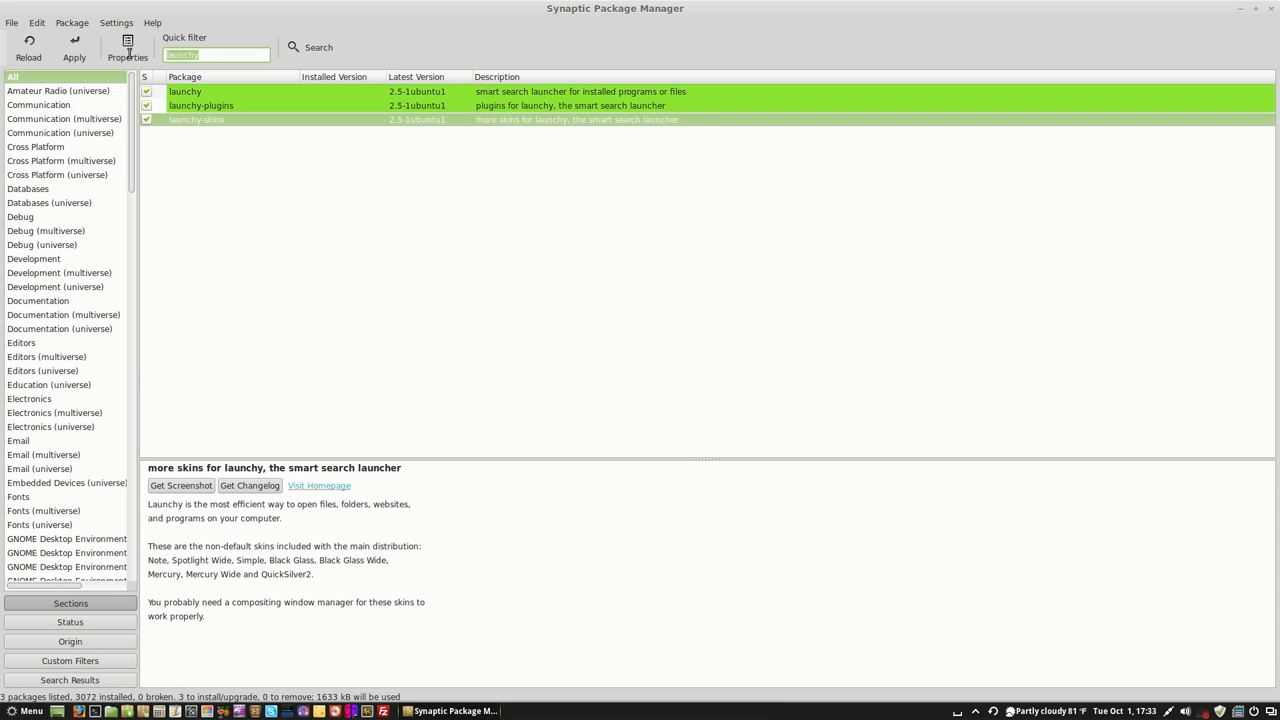 Synaptic Package Manager
File Edit Package Settings Help
Reload Apply Properties
Quick filter
launchy
Search
All
Amateur Radio (universe)
Communication
Communication (multiverse)
Communication (universe)
Cross Platform
Cross Platform (multiverse)
Cross Platform (universe)
Databases
Databases (universe)
Debug
Debug (multiverse)
Debug (universe)
Development
Development (multiverse)
Development (universe)
Documentation
Documentation (multiverse)
Documentation (universe)
Editors
Editors (multiverse)
Editors (universe)
Education (universe)
Electronics
Electronics (multiverse)
Electronics (universe)
Email
Email (multiverse)
Email (universe)
Embedded Devices (universe)
Fonts
Fonts (multiverse)
Fonts (universe)
GNOME Desktop Environment
GNOME Desktop Environment
GNOME Desktop Environment
GNOME Desktop Environment
Sections
Status
Origin
Custom Filters
Search Results
S Package Installed Version Latest Version Description
launchy 2.5-1ubuntu1 smart search launcher for installed programs or files
launchy-plugins 2.5-1ubuntu1 plugins for launchy, the smart search launcher
launchy-skins 2.5-1ubuntu1 more skins for launchy, the smart search launcher
more skins for launchy, the smart search launcher
Get Screenshot Get Changelog Visit Homepage
Launchy is the most efficient way to open files, folders, websites,
and programs on your computer.
These are the non-default skins included with the main distribution:
Note, Spotlight Wide, Simple, Black Glass, Black Glass Wide,
Mercury, Mercury Wide and QuickSilver2.
You probably need a compositing window manager for these skins to
work properly.
3 packages listed, 3072 installed, 0 broken. 3 to install/upgrade, 0 to remove; 1633 kB will be used
Menu Synaptic Package M... Partly cloudy 81 °F Tue Oct 1, 17:33